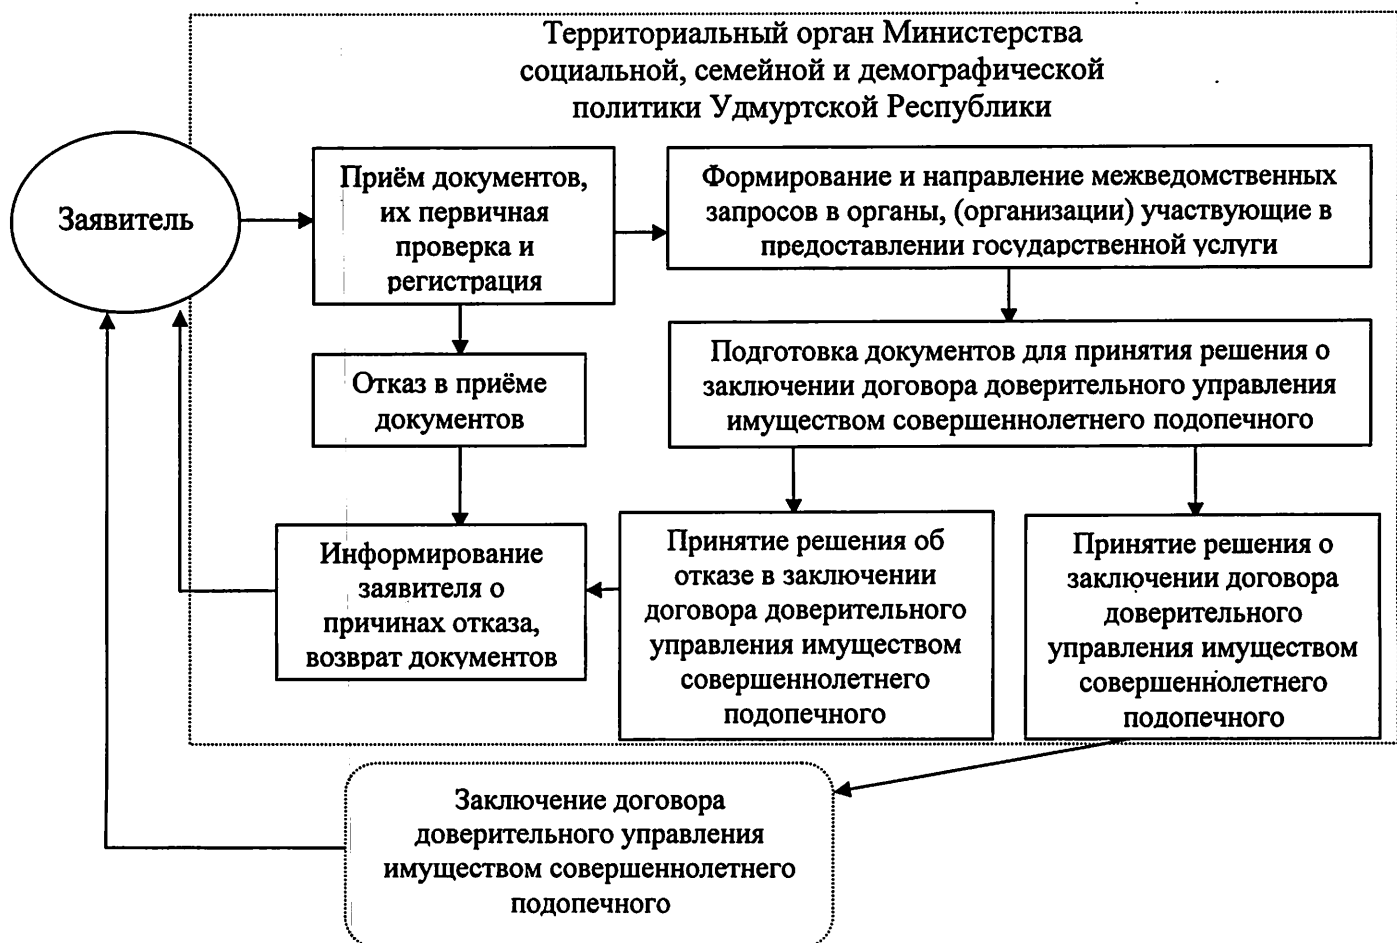 Территориальный орган Министерства
социальной, семейной и демографической
политики Удмуртской Республики
Заявитель
Приём документов,
их первичная
проверка и
регистрация
Формирование и направление межведомственных
запросов в органы, (организации) участвующие в
предоставлении государственной услуги
Отказ в приёме
документов
Подготовка документов для принятия решения о
заключении договора доверительного управления
имуществом совершеннолетнего подопечного
Информирование
заявителя о
причинах отказа,
возврат документов
Принятие решения об
отказе в заключении
договора доверительного
управления имуществом
совершеннолетнего
подопечного
Принятие решения о
заключении договора
доверительного
управления имуществом
совершеннолетнего
подопечного
Заключение договора
доверительного управления
имуществом совершеннолетнего
подопечного